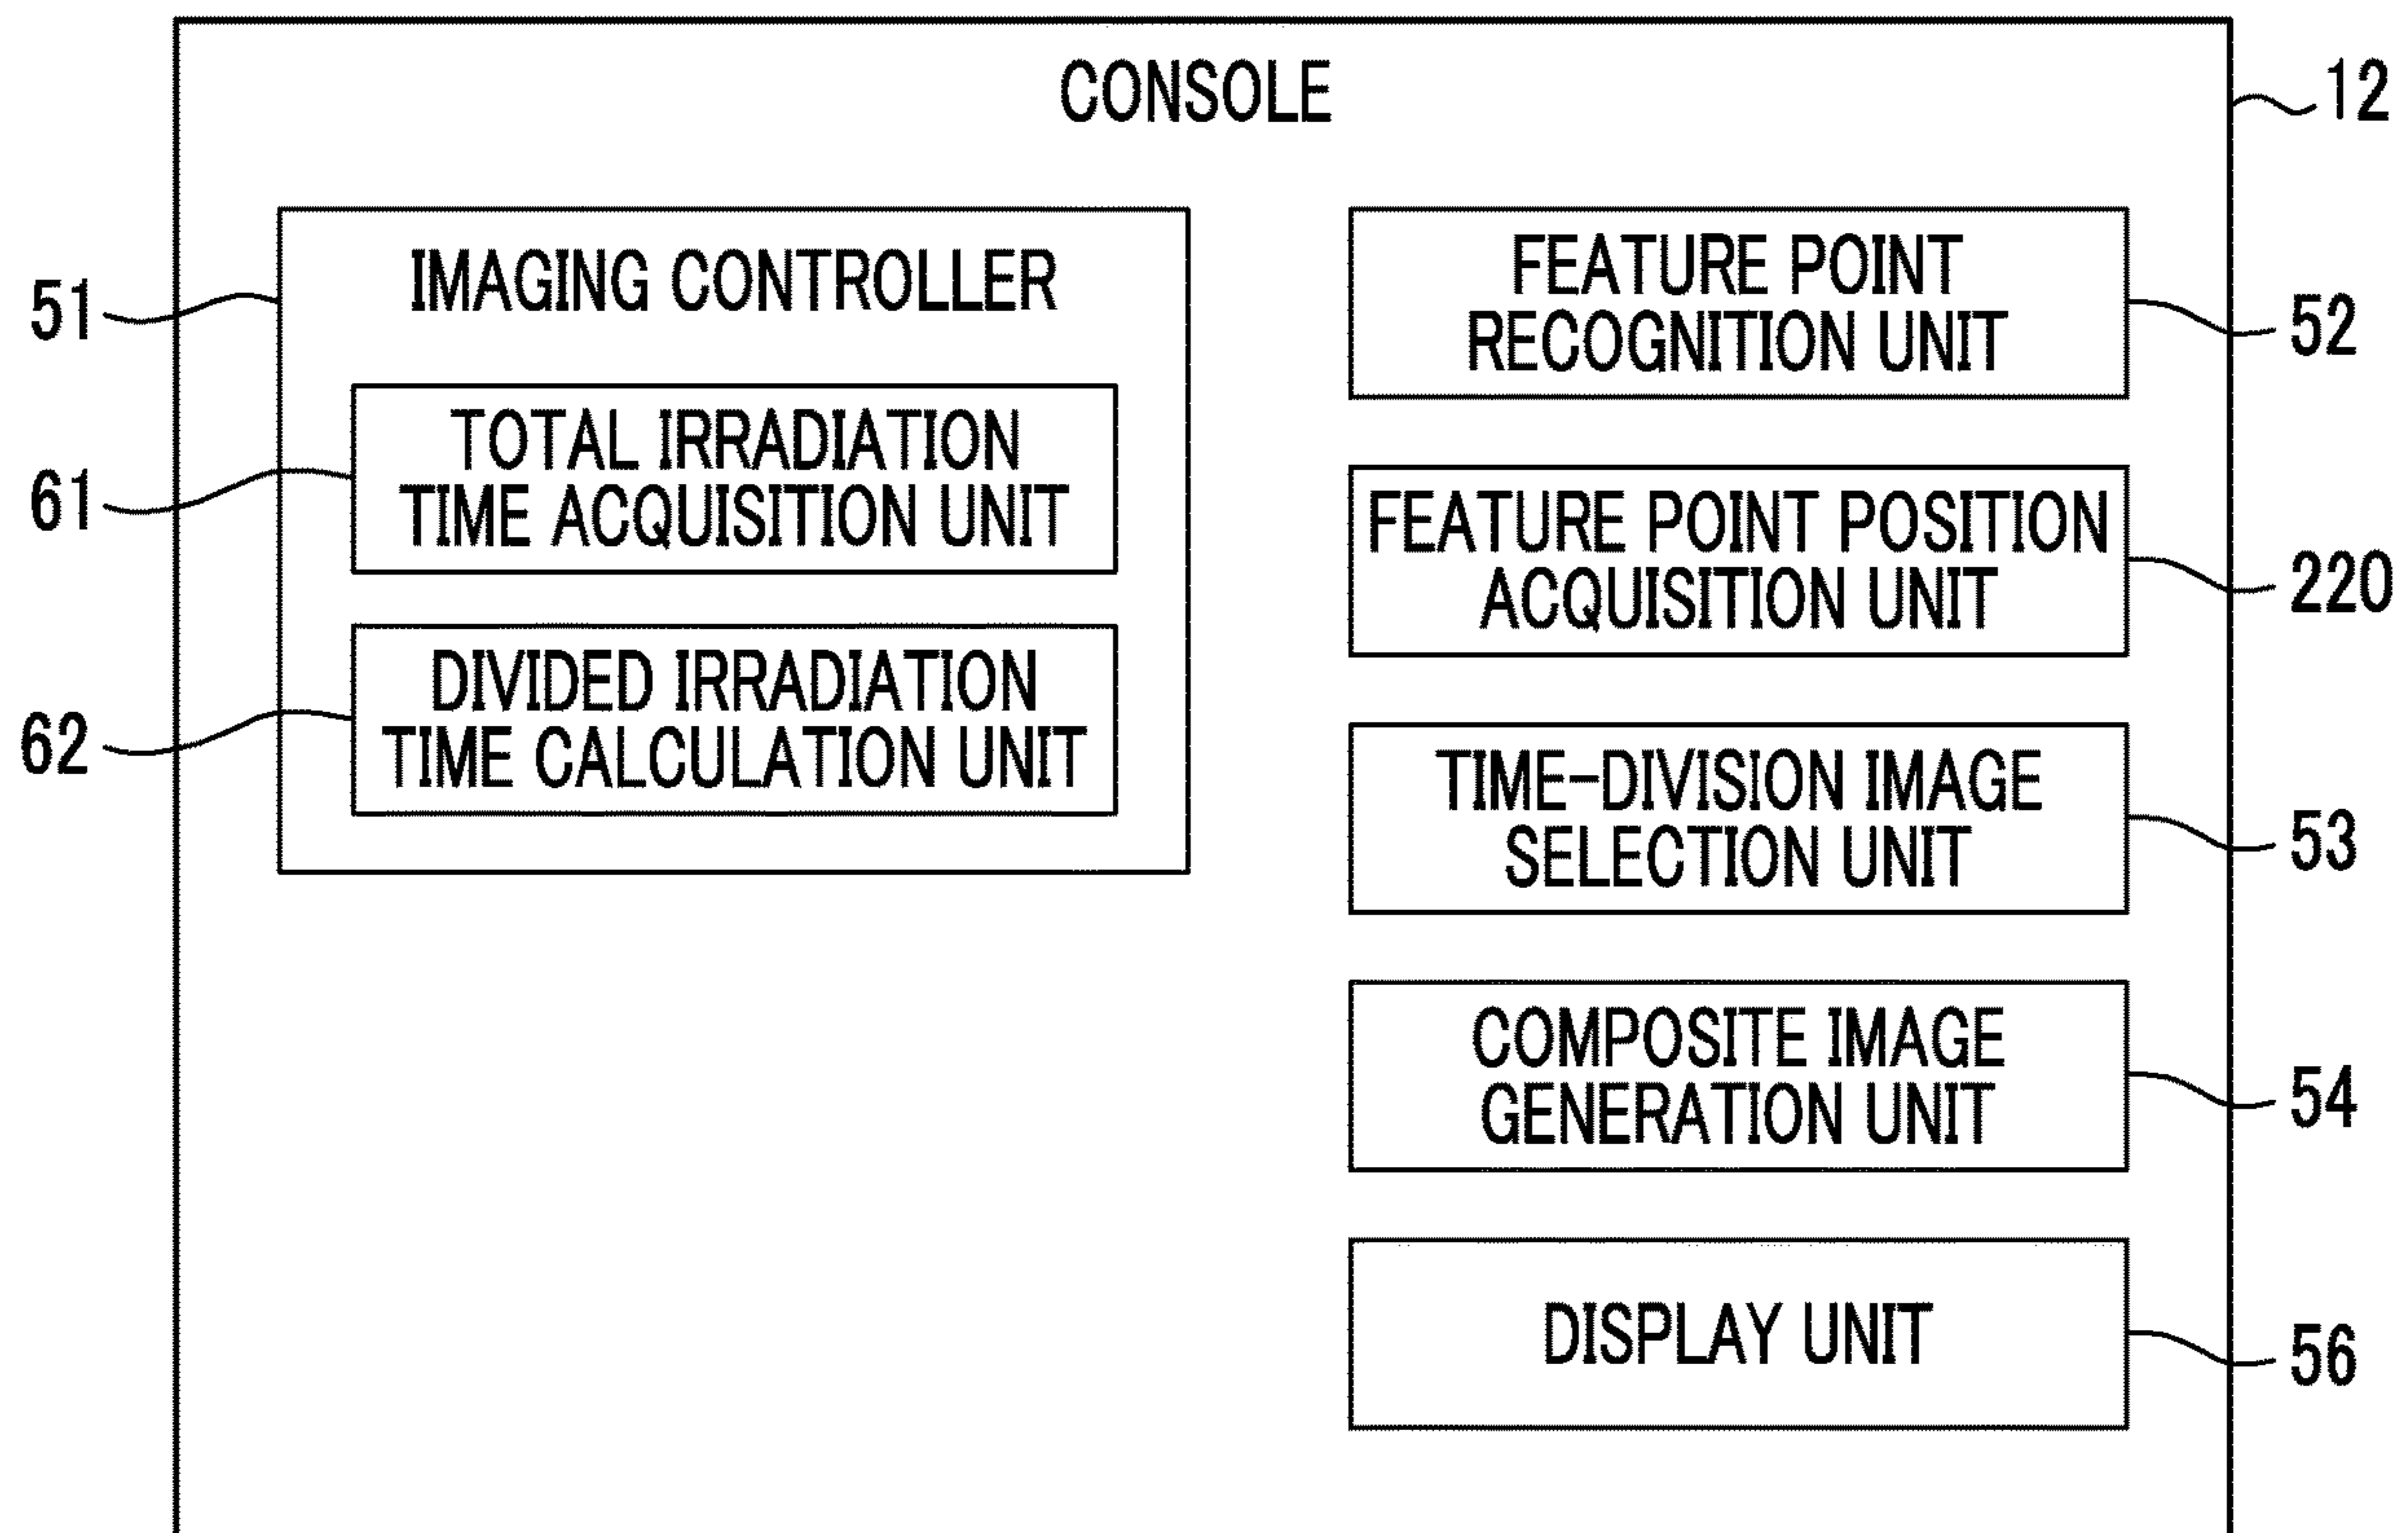 CONSOLE
12
51
IMAGING CONTROLLER
61
TOTAL IRRADIATION
TIME ACQUISITION UNIT
62
DIVIDED IRRADIATION
TIME CALCULATION UNIT
FEATURE POINT
RECOGNITION UNIT
52
FEATURE POINT POSITION
ACQUISITION UNIT
220
TIME-DIVISION IMAGE
SELECTION UNIT
53
COMPOSITE IMAGE
GENERATION UNIT
54
DISPLAY UNIT
56